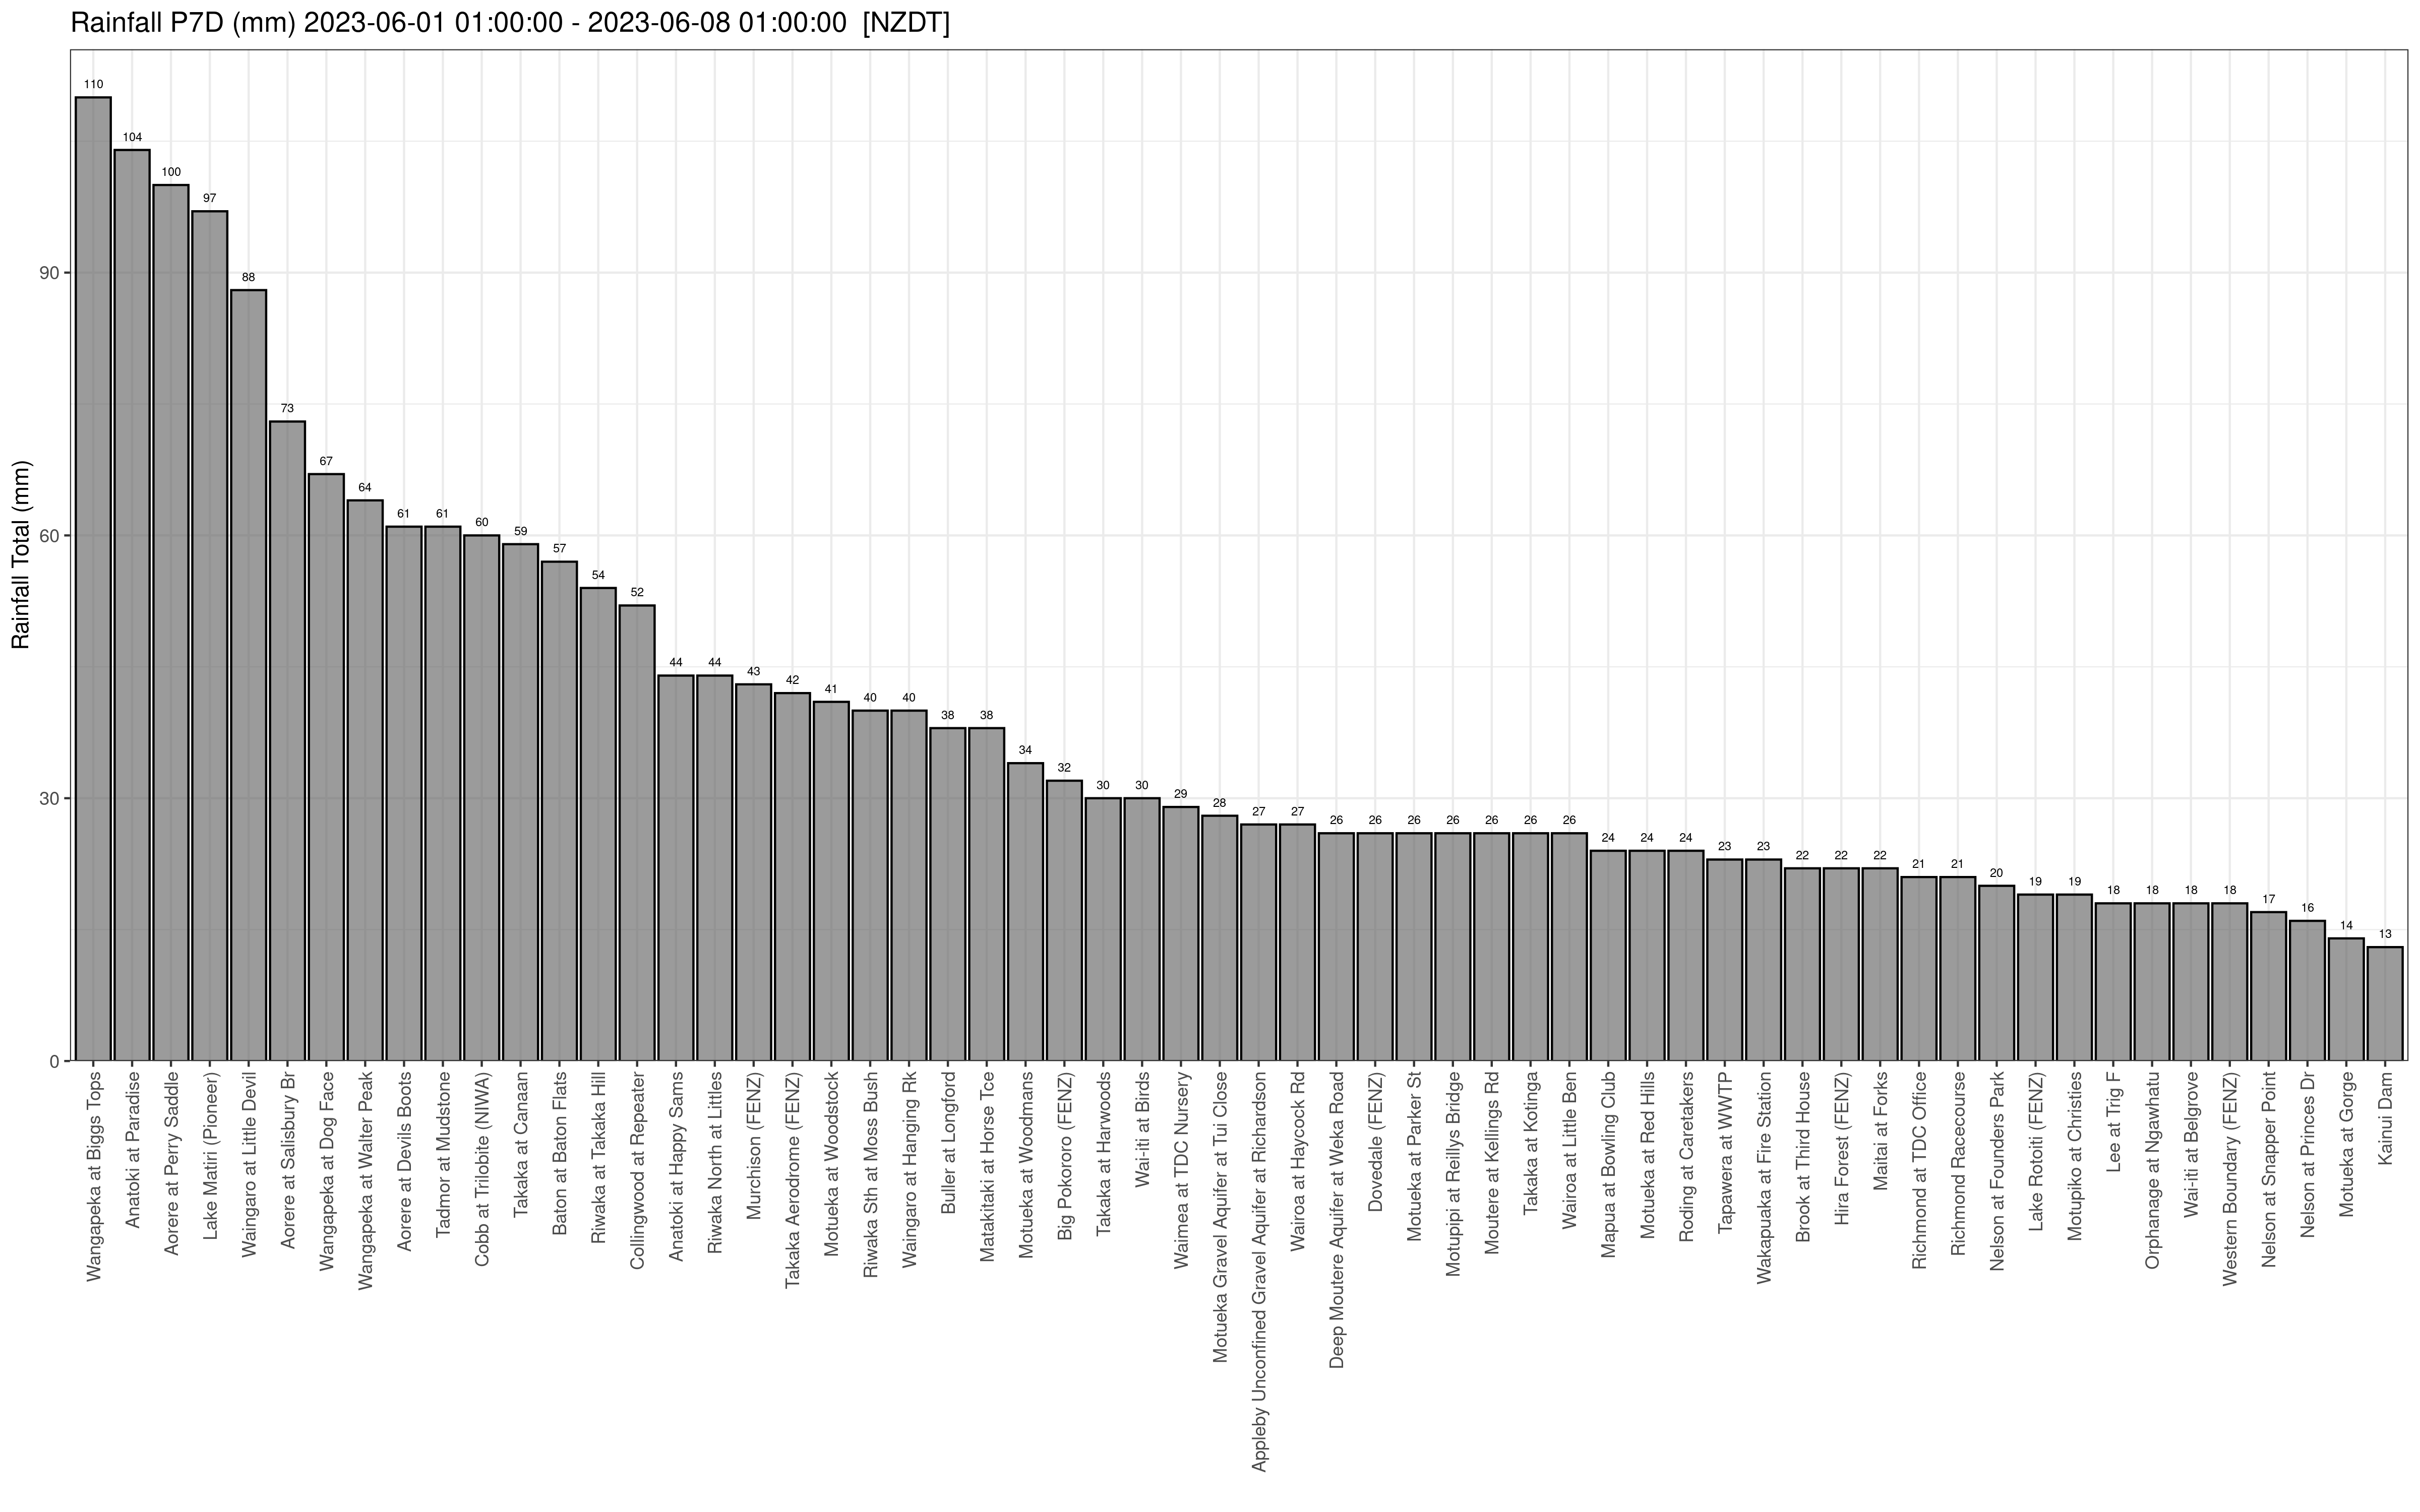 Rainfall P7D (mm) 2023-06-01 01:00:00 - 2023-06-08 01:00:00 [NZDT]
Rainfall Total (mm)
90
60
30
0
110
104
100
97
88
73
67
64
61
61
60
59
57
54
52
44
44
43
42
41
40
40
38
38
34
32
30
30
29
28
27
27
26
26
26
26
26
26
26
24
24
24
23
23
22
22
22
21
21
20
19
19
18
18
18
18
17
16
14
13
Wangapeka at Biggs Tops
Anatoki at Paradise
Aorere at Perry Saddle
Lake Matiri (Pioneer)
Waingaro at Little Devil
Aorere at Salisbury Br
Wangapeka at Dog Face
Wangapeka at Walter Peak
Aorere at Devils Boots
Tadmor at Mudstone
Cobb at Trilobite (NIWA)
Takaka at Canaan
Baton at Baton Flats
Riwaka at Takaka Hill
Collingwood at Repeater
Anatoki at Happy Sams
Riwaka North at Littles
Murchison (FENZ)
Takaka Aerodrome (FENZ)
Motueka at Woodstock
Riwaka Sth at Moss Bush
Waingaro at Hanging Rk
Buller at Longford
Matakitaki at Horse Tce
Motueka at Woodmans
Big Pokororo (FENZ)
Takaka at Harwoods
Wai-iti at Birds
Waimea at TDC Nursery
Motueka Gravel Aquifer at Tui Close
Appleby Unconfined Gravel Aquifer at Richardson
Wairoa at Haycock Rd
Deep Moutere Aquifer at Weka Road
Dovedale (FENZ)
Motueka at Parker St
Motupipi at Reillys Bridge
Moutere at Kellings Rd
Takaka at Kotinga
Wairoa at Little Ben
Mapua at Bowling Club
Motueka at Red Hills
Roding at Caretakers
Tapawera at WWTP
Wakapuaka at Fire Station
Brook at Third House
Hira Forest (FENZ)
Maitai at Forks
Richmond at TDC Office
Richmond Racecourse
Nelson at Founders Park
Lake Rotoiti (FENZ)
Motupiko at Christies
Lee at Trig F
Orphanage at Ngawhatu
Wai-iti at Belgrove
Western Boundary (FENZ)
Nelson at Snapper Point
Nelson at Princes Dr
Motueka at Gorge
Kainui Dam